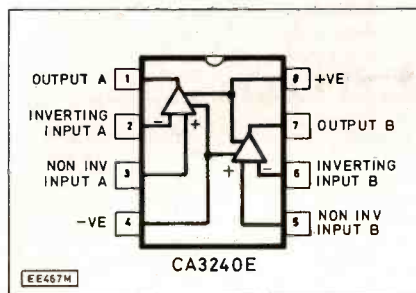 OUTPUT A 1
8 +VE
INVERTING
INPUT A
2
7 OUTPUT B
NON INV
INPUT A
3
6 INVERTING
INPUT B
-VE 4
5 NON INV
INPUT B
- +
+ -
CA3240E
EE467M